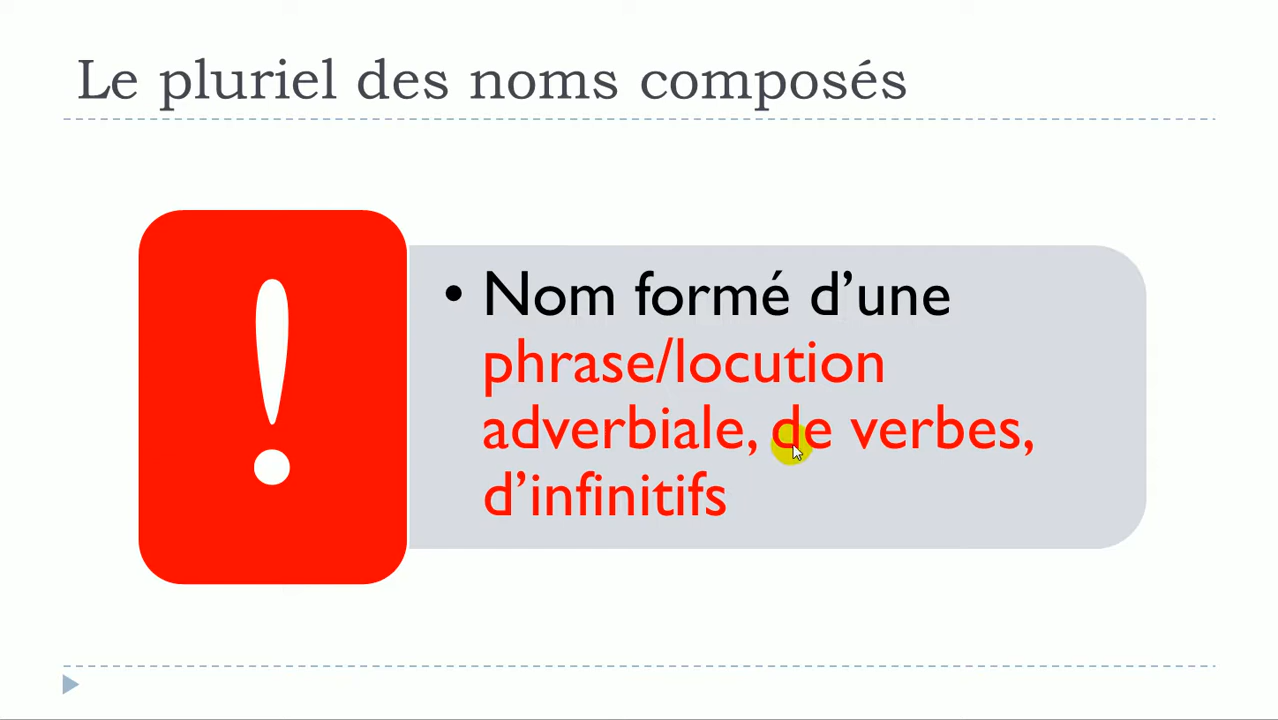 Le pluriel des noms composés
!
• Nom formé d’une
phrase/locution
adverbiale, de verbes,
d’infinitifs